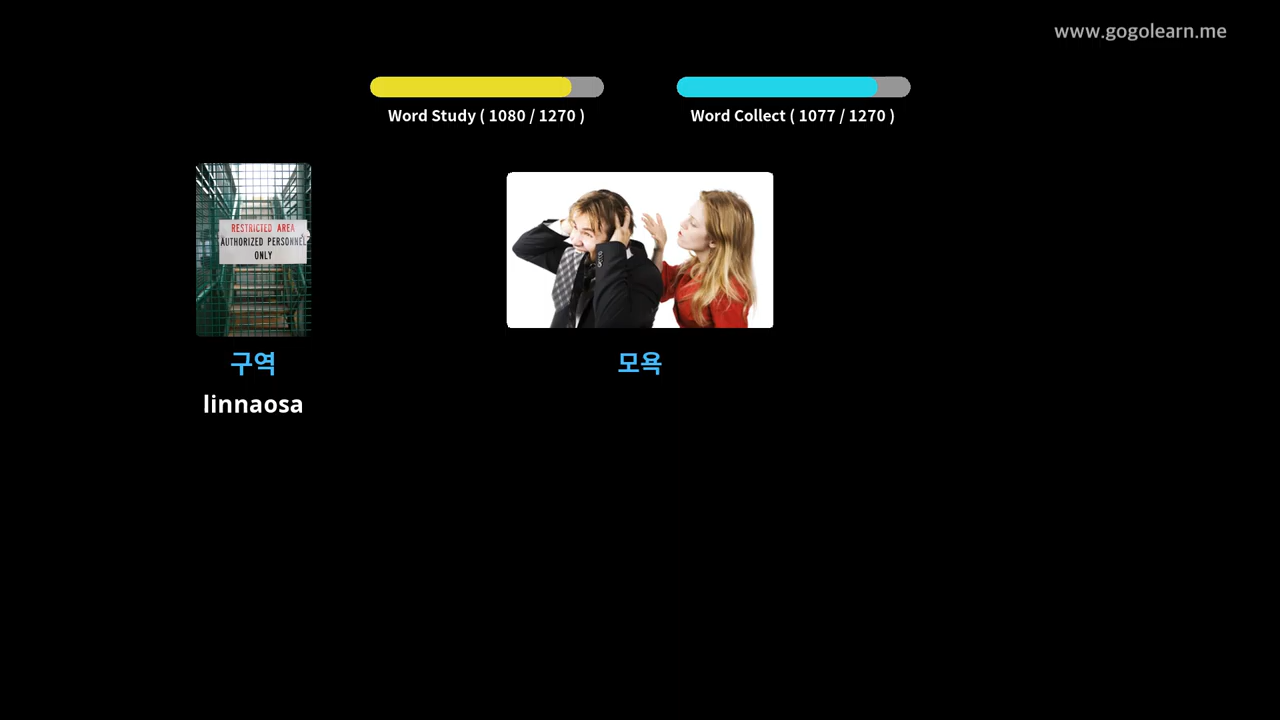 www.gogolearn.me
Word Study ( 1080 / 1270 )
Word Collect ( 1077 / 1270 )
RESTRICTED AREA
AUTHORIZED PERSONNEL
ONLY
구역
모욕
linnaosa